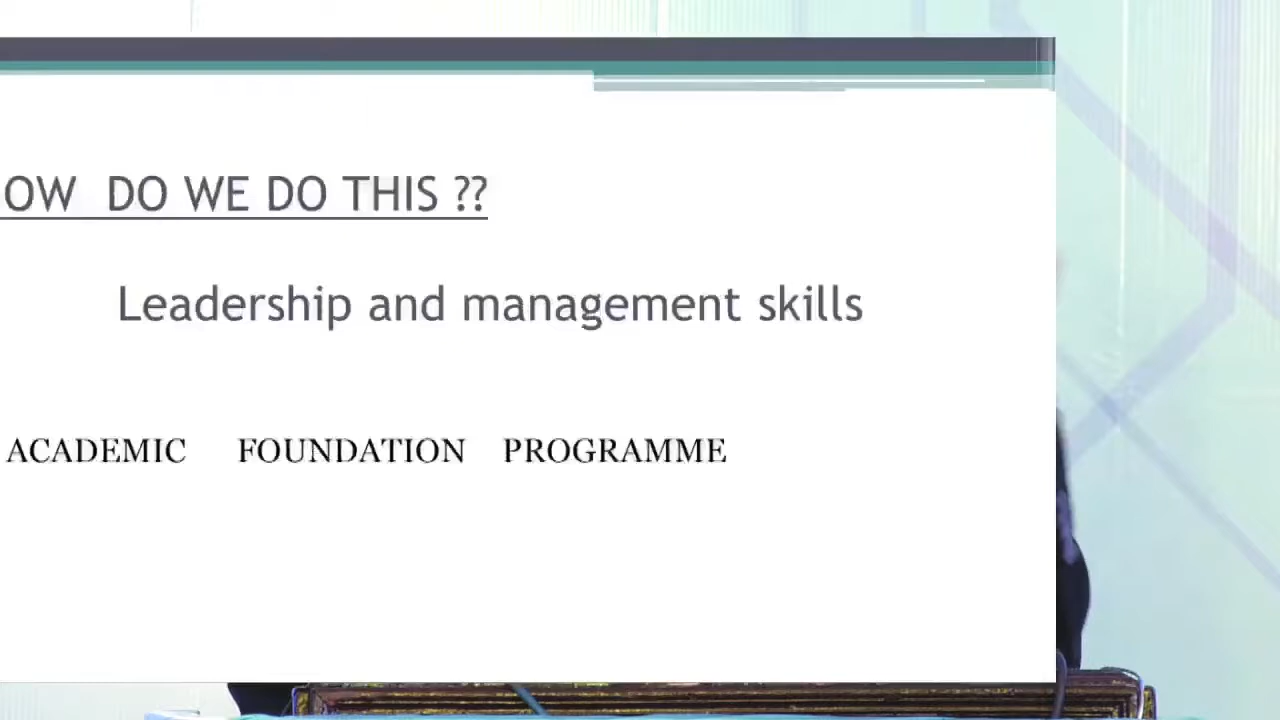 OW DO WE DO THIS ??
Leadership and management skills
ACADEMIC FOUNDATION PROGRAMME